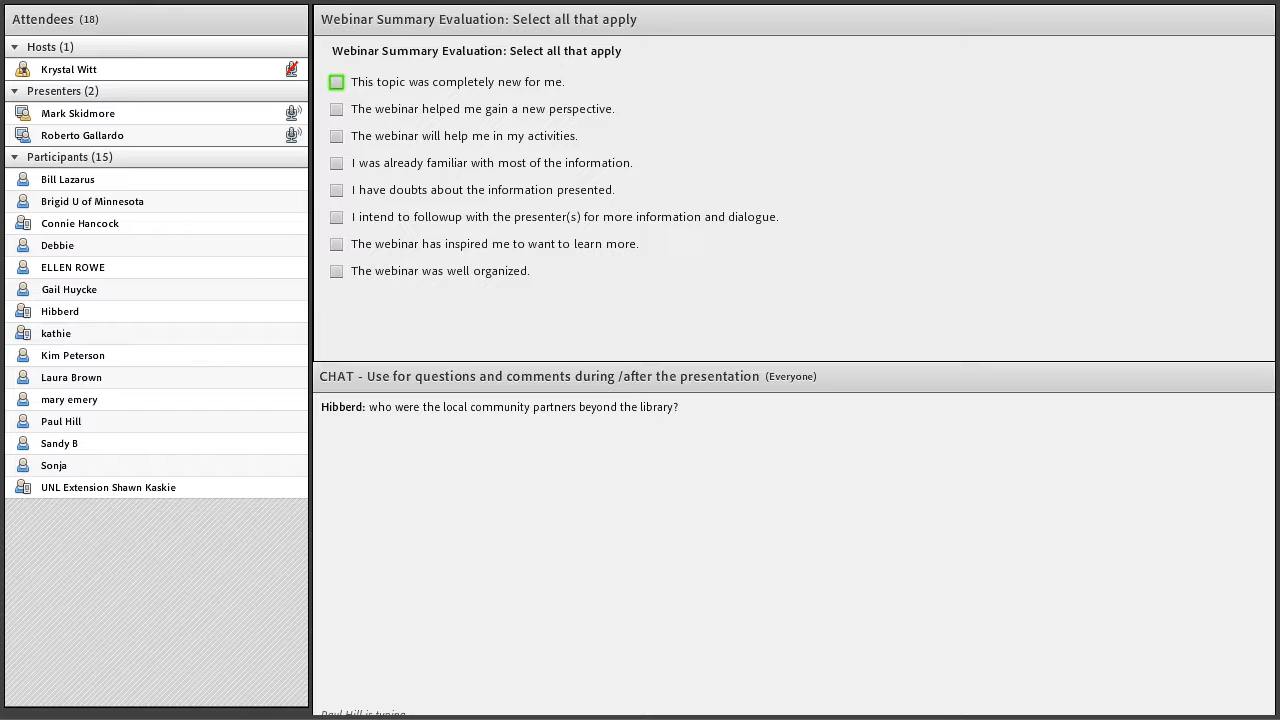 Attendees (18)
Hosts (1)
Krystal Witt
Presenters (2)
Mark Skidmore
Roberto Gallardo
Participants (15)
Bill Lazarus
Brigid U of Minnesota
Connie Hancock
Debbie
ELLEN ROWE
Gail Huycke
Hibberd
kathie
Kim Peterson
Laura Brown
mary emery
Paul Hill
Sandy B
Sonja
UNL Extension Shawn Kaskie
Webinar Summary Evaluation: Select all that apply
Webinar Summary Evaluation: Select all that apply
This topic was completely new for me.
The webinar helped me gain a new perspective.
The webinar will help me in my activities.
I was already familiar with most of the information.
I have doubts about the information presented.
I intend to followup with the presenter(s) for more information and dialogue.
The webinar has inspired me to want to learn more.
The webinar was well organized.
CHAT - Use for questions and comments during /after the presentation (Everyone)
Hibberd: who were the local community partners beyond the library?
Paul Hill is typing